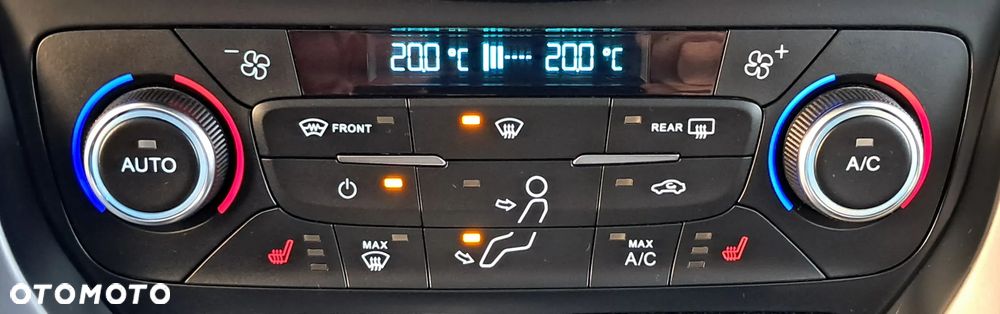 20.0 °C 20.0 °C
FRONT
REAR
AUTO
A/C
MAX
MAX
A/C
OTOMOTO